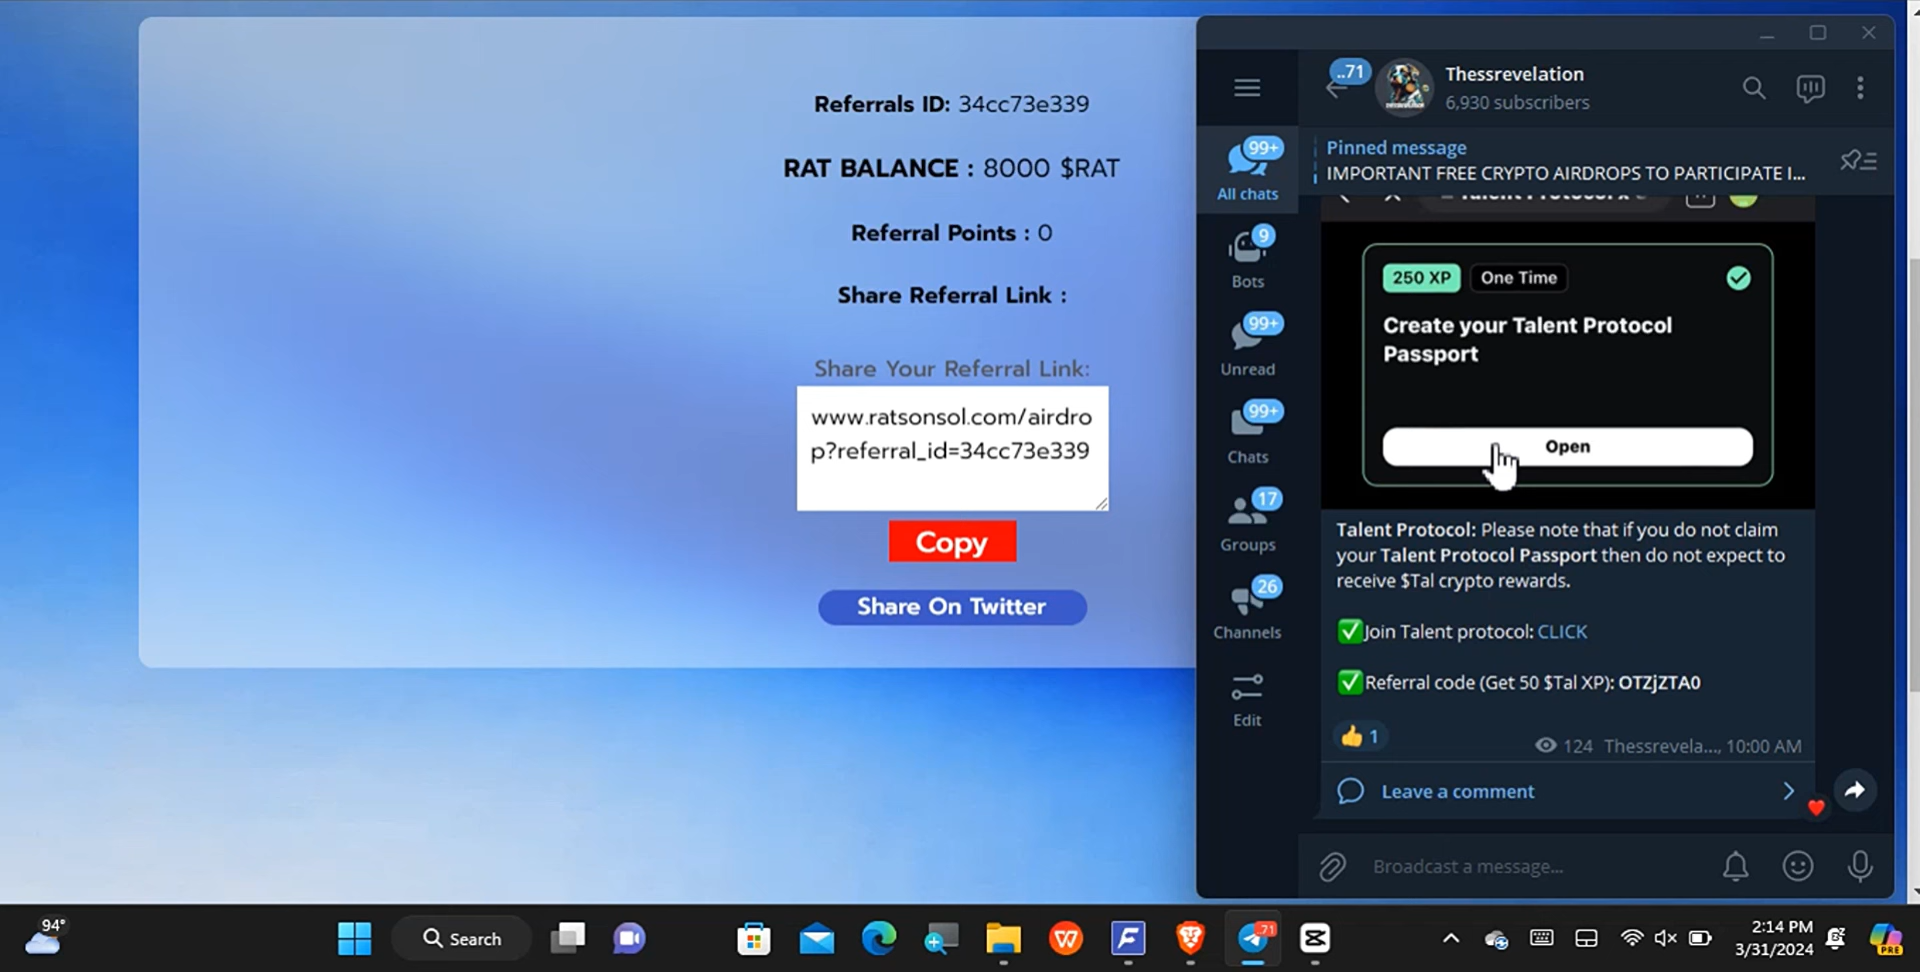 Referrals ID: 34cc73e339
RAT BALANCE : 8000 $RAT
Referral Points : 0
Share Referral Link :
Share Your Referral Link:
www.ratsonsol.com/airdro
p?referral_id=34cc73e339
Copy
Share On Twitter
..71
Thessrevelation
6,930 subscribers
99+
All chats
9
Bots
99+
Unread
99+
Chats
17
Groups
26
Channels
Edit
Pinned message
IMPORTANT FREE CRYPTO AIRDROPS TO PARTICIPATE I...
250 XP
One Time
Create your Talent Protocol
Passport
Open
Talent Protocol: Please note that if you do not claim
your Talent Protocol Passport then do not expect to
receive $Tal crypto rewards.
✅Join Talent protocol: CLICK
✅Referral code (Get 50 $Tal XP): OTZjZTA0
👍 1
124 Thessrevela..., 10:00 AM
Leave a comment
Broadcast a message...
94°
Search
71
2:14 PM
3/31/2024
PRE